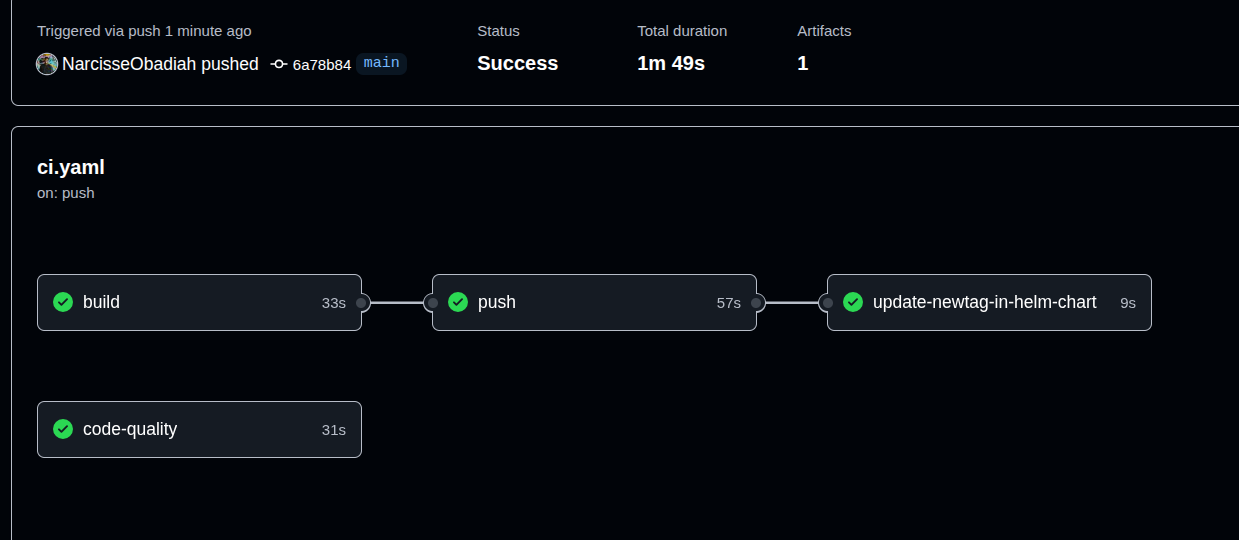 Triggered via push 1 minute ago
Status
Total duration
Artifacts
NarcisseObadiah pushed 6a78b84 main
Success
1m 49s
1
ci.yaml
on: push
build 33s
push 57s
update-newtag-in-helm-chart 9s
code-quality 31s